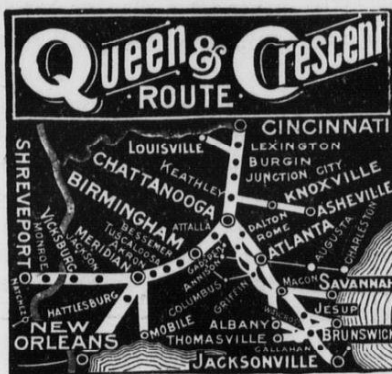 Queen & Crescent
· ROUTE ·
CINCINNATI
LOUISVILLE
LEXINGTON
BURGIN
JUNCTION CITY
KEATHLEY
KNOXVILLE
CHATTANOOGA
ASHEVILLE
SHREVEPORT
BIRMINGHAM
DALTON
ROME
AUGUSTA
CHARLESTON
ATTALLA
ATLANTA
BESSEMER
TUSCALOOSA
MONROE
VICKSBURG
JACKSON
MERIDIAN
ANNISTON
MACON
SAVANNAH
COLUMBUS
GRIFFIN
NATCHEZ
HATTLESBURG
JESUP
NEW
ORLEANS
MOBILE
ALBANY
BRUNSWICK
THOMASVILLE
CALLAHAN
JACKSONVILLE